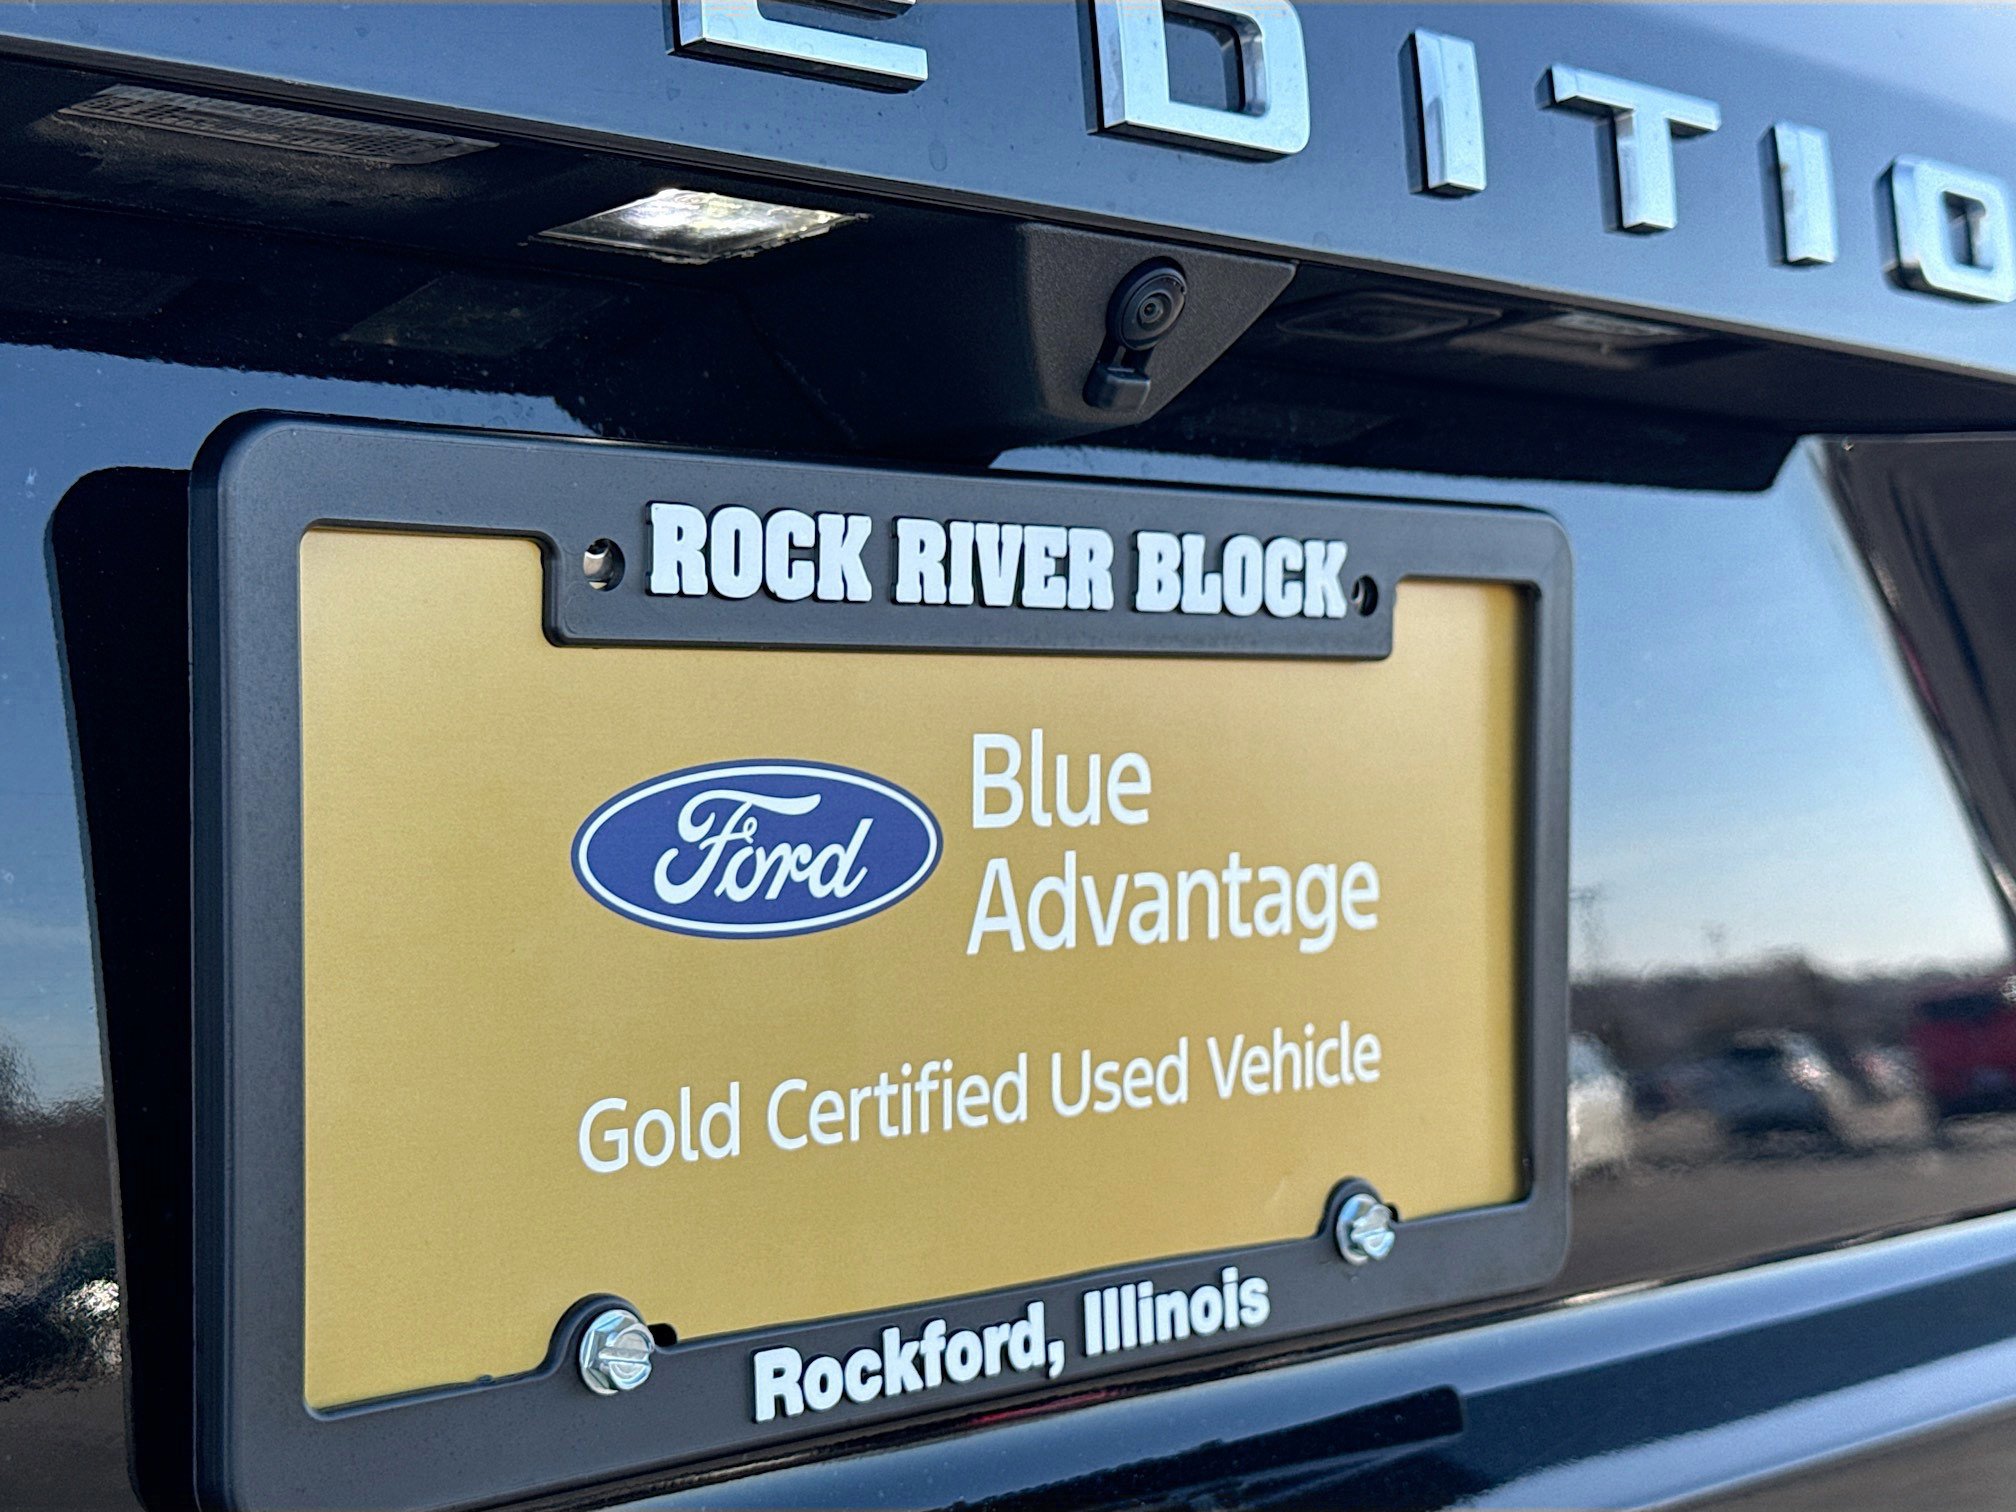 EDITIO
ROCK RIVER BLOCK
Ford
Blue
Advantage
Gold Certified Used Vehicle
Rockford, Illinois